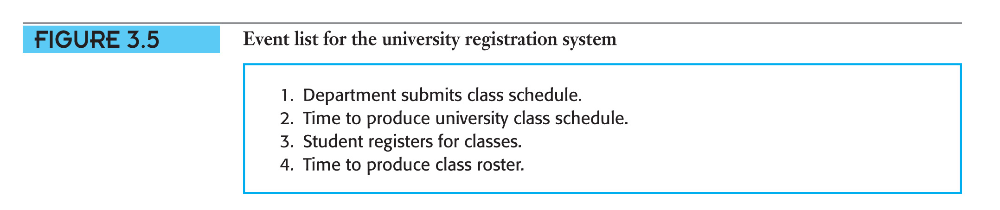 FIGURE 3.5
Event list for the university registration system
1. Department submits class schedule.
2. Time to produce university class schedule.
3. Student registers for classes.
4. Time to produce class roster.